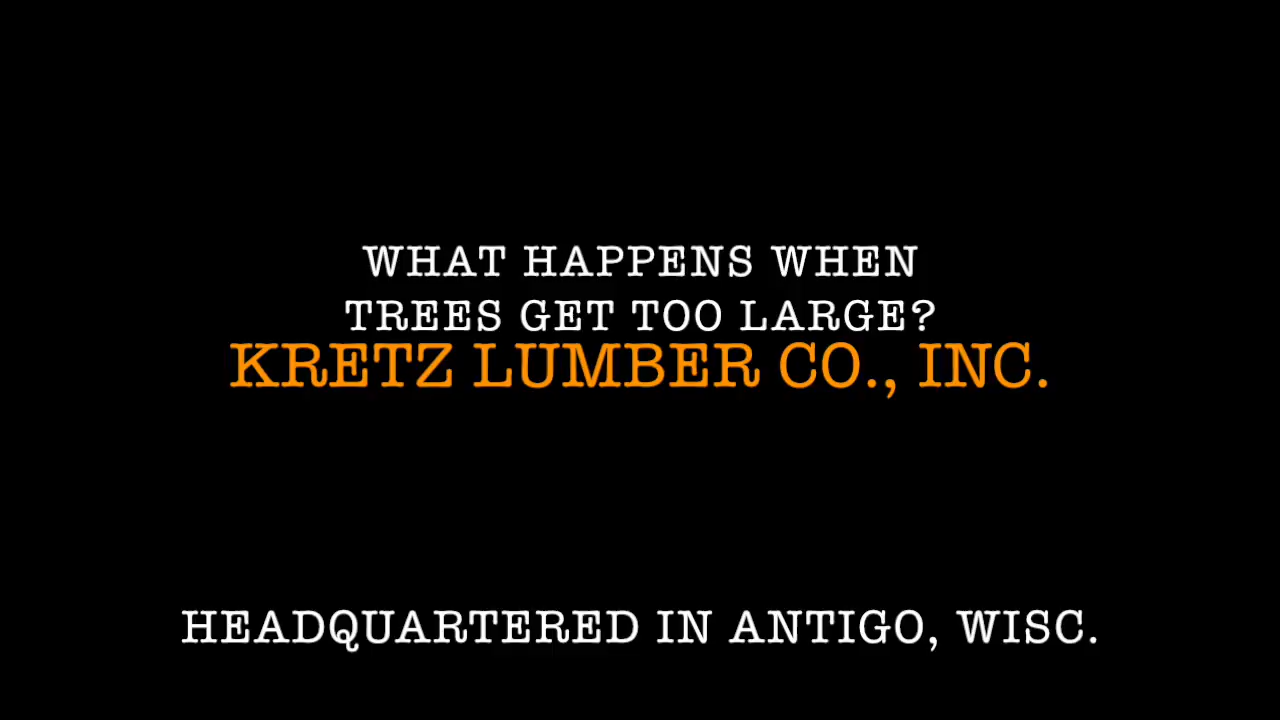 WHAT HAPPENS WHEN
TREES GET TOO LARGE?
KRETZ LUMBER CO., INC.
HEADQUARTERED IN ANTIGO, WISC.